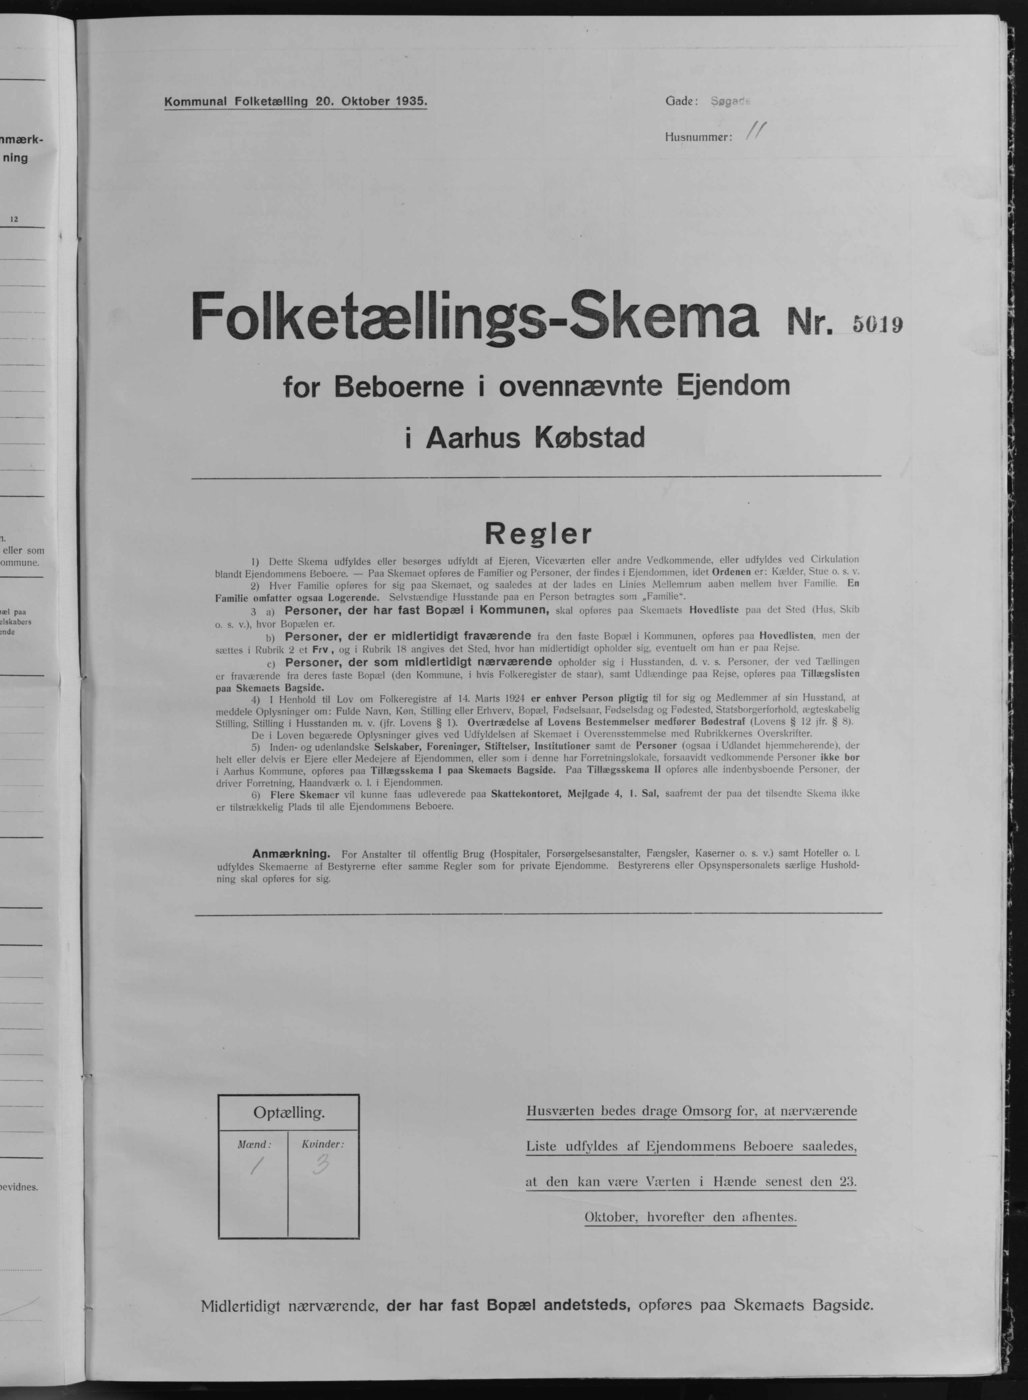 nmærk-
ning
12
eller som
ommune.
æl paa
elskabers
ende
evidnes.
Kommunal Folketælling 20. Oktober 1935.
Gade: Søgade
Husnummer: 11
Folketællings-Skema Nr. 5019
for Beboerne i ovennævnte Ejendom
i Aarhus Købstad
Regler
1) Dette Skema udfyldes eller besørges udfyldt af Ejeren, Viceværten eller andre Vedkommende, eller udfyldes ved Cirkulation
blandt Ejendommens Beboere. — Paa Skemaet opføres de Familier og Personer, der findes i Ejendommen, idet Ordenen er: Kælder, Stue o. s. v.
2) Hver Familie opføres for sig paa Skemaet, og saaledes at der lades en Linies Mellemrum aaben mellem hver Familie. En
Familie omfatter ogsaa Logerende. Selvstændige Husstande paa en Person betragtes som „Familie“.
3 a) Personer, der har fast Bopæl i Kommunen, skal opføres paa Skemaets Hovedliste paa det Sted (Hus, Skib
o. s. v.), hvor Bopælen er.
b) Personer, der er midlertidigt fraværende fra den faste Bopæl i Kommunen, opføres paa Hovedlisten, men der
sættes i Rubrik 2 et Frv, og i Rubrik 18 angives det Sted, hvor han midlertidigt opholder sig, eventuelt om han er paa Rejse.
c) Personer, der som midlertidigt nærværende opholder sig i Husstanden, d. v. s. Personer, der ved Tællingen
er fraværende fra deres faste Bopæl (den Kommune, i hvis Folkeregister de staar), samt Udlændinge paa Rejse, opføres paa Tillægslisten
paa Skemaets Bagside.
4) I Henhold til Lov om Folkeregistre af 14. Marts 1924 er enhver Person pligtig til for sig og Medlemmer af sin Husstand, at
meddele Oplysninger om: Fulde Navn, Køn, Stilling eller Erhverv, Bopæl, Fødselsaar, Fødselsdag og Fødested, Statsborgerforhold, ægteskabelig
Stilling, Stilling i Husstanden m. v. (jfr. Lovens § 1). Overtrædelse af Lovens Bestemmelser medfører Bødestraf (Lovens § 12 jfr. § 8).
De i Loven begærede Oplysninger gives ved Udfyldelsen af Skemaet i Overensstemmelse med Rubrikkernes Overskrifter.
5) Inden- og udenlandske Selskaber, Foreninger, Stiftelser, Institutioner samt de Personer (ogsaa i Udlandet hjemmehørende), der
helt eller delvis er Ejere eller Medejere af Ejendommen, eller som i denne har Forretningslokale, forsaavidt vedkommende Personer ikke bor
i Aarhus Kommune, opføres paa Tillægsskema I paa Skemaets Bagside. Paa Tillægsskema II opføres alle indenbysboende Personer, der
driver Forretning, Haandværk o. l. i Ejendommen.
6) Flere Skemaer vil kunne faas udleverede paa Skattekontoret, Mejlgade 4, 1. Sal, saafremt der paa det tilsendte Skema ikke
er tilstrækkelig Plads til alle Ejendommens Beboere.
Anmærkning. For Anstalter til offentlig Brug (Hospitaler, Forsørgelsesanstalter, Fængsler, Kaserner o. s. v.) samt Hoteller o. l.
udfyldes Skemaerne af Bestyrerne efter samme Regler som for private Ejendomme. Bestyrerens eller Opsynspersonalets særlige Hushold-
ning skal opføres for sig.
Optælling.
Mænd: Kvinder:
1 3
Husværten bedes drage Omsorg for, at nærværende
Liste udfyldes af Ejendommens Beboere saaledes,
at den kan være Værten i Hænde senest den 23.
Oktober, hvorefter den afhentes.
Midlertidigt nærværende, der har fast Bopæl andetsteds, opføres paa Skemaets Bagside.